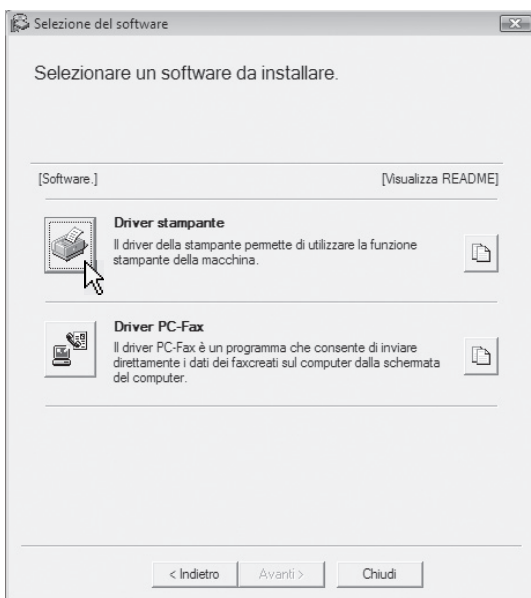 Selezione del software
Selezionare un software da installare.
[Software.] [Visualizza README]
Driver stampante
Il driver della stampante permette di utilizzare la funzione
stampante della macchina.
Driver PC-Fax
Il driver PC-Fax è un programma che consente di inviare
direttamente i dati dei faxcreati sul computer dalla schermata
del computer.
< Indietro Avanti > Chiudi